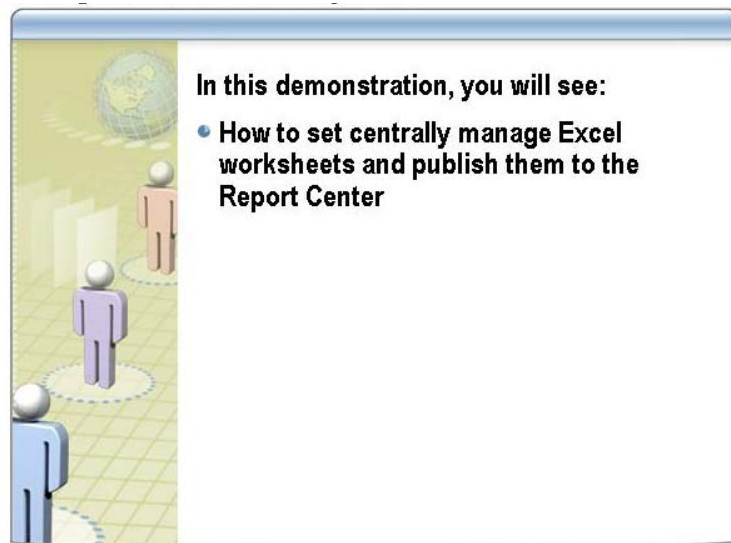 In this demonstration, you will see:
How to set centrally manage Excel
worksheets and publish them to the
Report Center